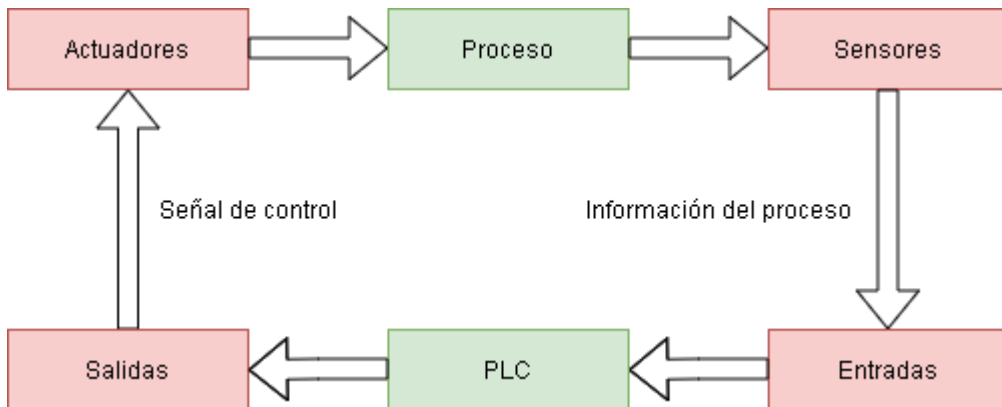 Actuadores
Proceso
Sensores
Señal de control
Información del proceso
Salidas
PLC
Entradas